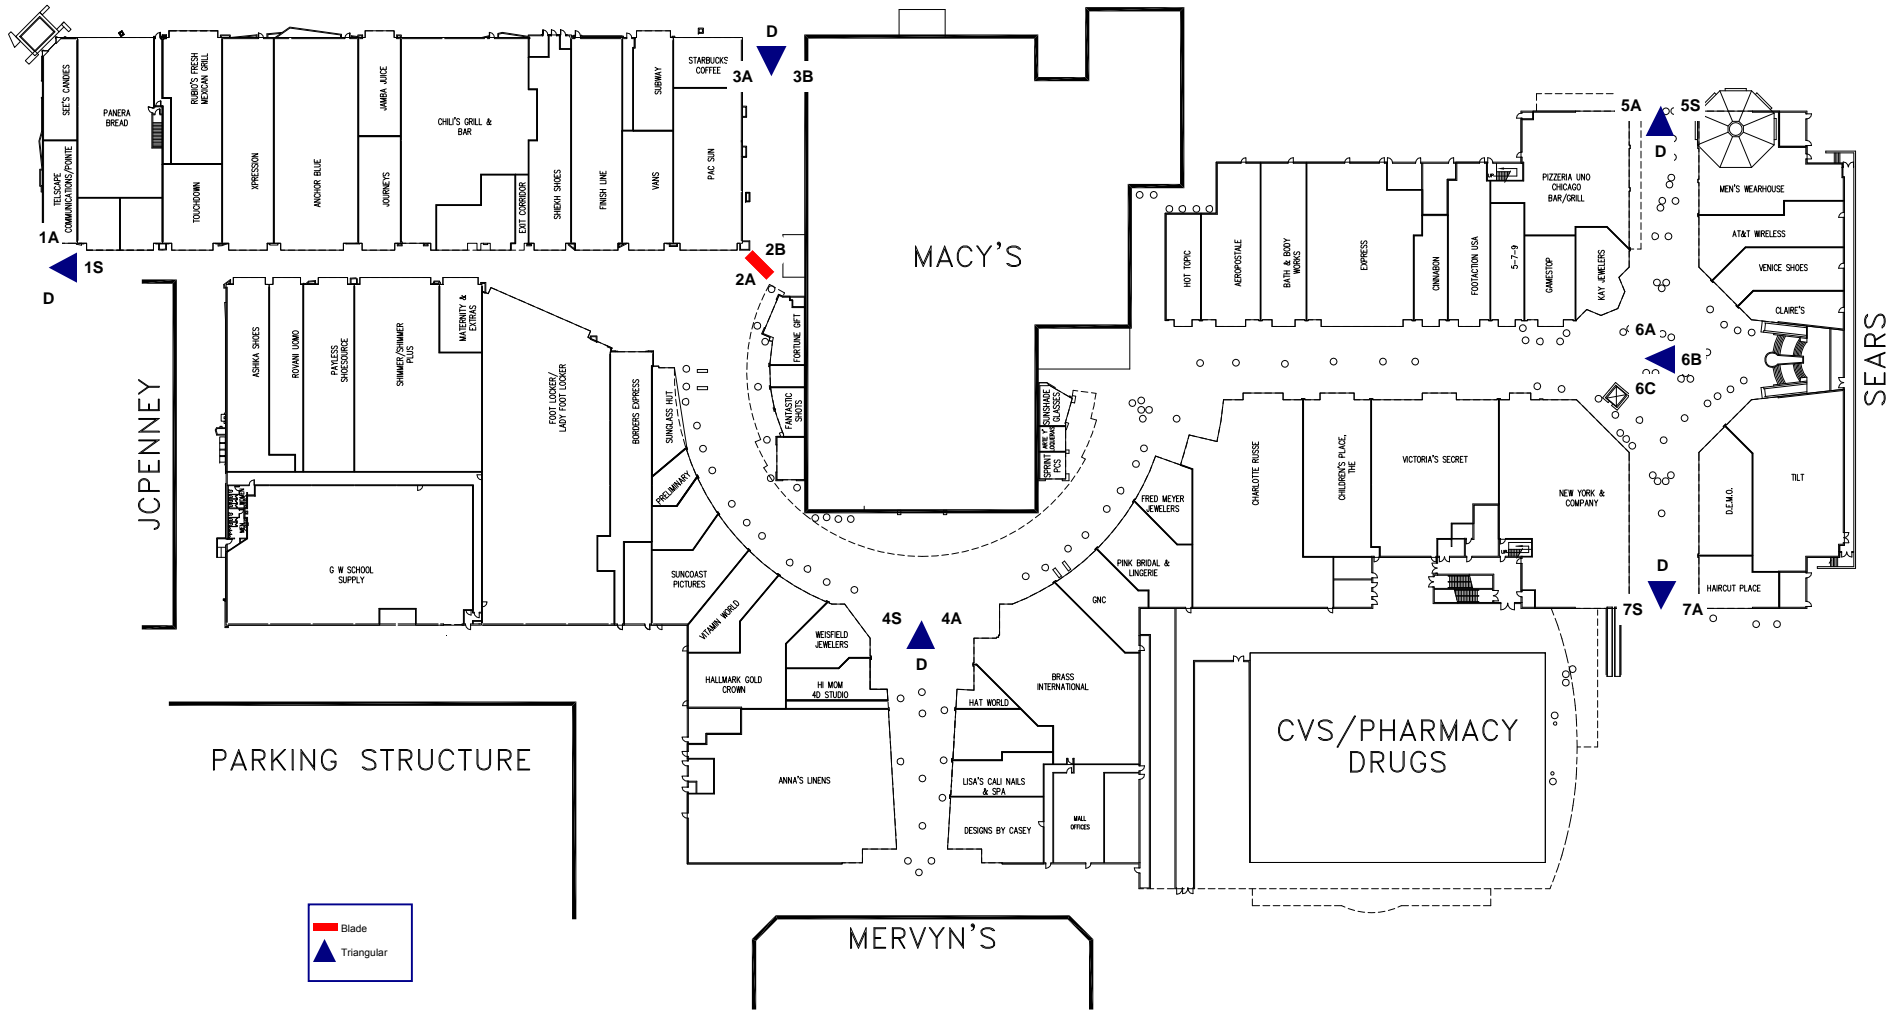 SEE'S CANDIES
TELSCAPE
COMMUNICATIONS/POINTE
PANERA
BREAD
RUBIO'S FRESH
MEXICAN GRILL
TOUCHDOWN
XPRESSION
ANCHOR BLUE
JAMBA JUICE
JOURNEYS
CHILI'S GRILL &
BAR
EXIT CORRIDOR
SHIEKH SHOES
FINISH LINE
SUBWAY
VANS
STARBUCKS
COFFEE
PAC SUN
D
3A
3B
1A
1S
D
2B
2A
MACY'S
JCPENNEY
ASHIKA SHOES
ROVANI UOMO
PAYLESS
SHOESOURCE
SHIMMER/SHIMMER
PLUS
MATERNITY &
EXTRAS
FOOT LOCKER/
LADY FOOT LOCKER
BORDERS EXPRESS
SUNGLASS HUT
PRELIMINARY
FORTUNE GIFT
FANTASTIC
SHOTS
G W SCHOOL
SUPPLY
SUNCOAST
PICTURES
VITAMIN WORLD
WEISFIELD
JEWELERS
HALLMARK GOLD
CROWN
HI MOM
4D STUDIO
ANNA'S LINENS
4S
4A
D
SUNSHADE
GLASSES
SPRINT
PCS
FRED MEYER
JEWELERS
PINK BRIDAL &
LINGERIE
GNC
BRASS
INTERNATIONAL
HAT WORLD
LISA'S CALI NAILS
& SPA
DESIGNS BY CASEY
MALL
OFFICES
HOT TOPIC
AEROPOSTALE
BATH & BODY
WORKS
EXPRESS
CINNABON
FOOTACTION USA
5-7-9
GAMESTOP
KAY JEWELERS
PIZZERIA UNO
CHICAGO
BAR/GRILL
UP
5A
5S
D
MEN'S WEARHOUSE
AT&T WIRELESS
VENICE SHOES
CLAIRE'S
6A
6B
6C
SEARS
CHARLOTTE RUSSE
CHILDREN'S PLACE,
THE
VICTORIA'S SECRET
NEW YORK &
COMPANY
UP
D.E.M.O.
TILT
HAIRCUT PLACE
D
7S
7A
CVS/PHARMACY
DRUGS
PARKING STRUCTURE
MERVYN'S
Blade
Triangular